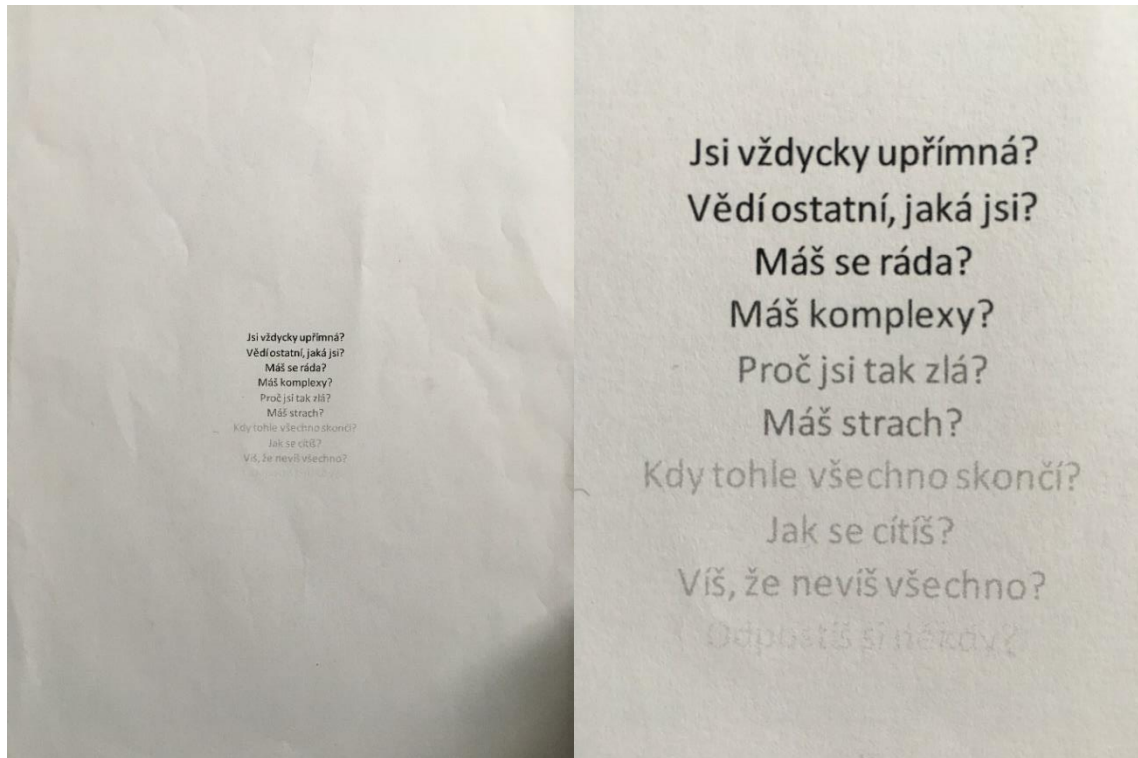 Jsi vždycky upřímná?
Vědí ostatní, jaká jsi?
Máš se ráda?
Máš komplexy?
Proč jsi tak zlá?
Máš strach?
Kdy tohle všechno skončí?
Jak se cítíš?
Víš, že nevíš všechno?
Jsi vždycky upřímná?
Vědí ostatní, jaká jsi?
Máš se ráda?
Máš komplexy?
Proč jsi tak zlá?
Máš strach?
Kdy tohle všechno skončí?
Jak se cítíš?
Víš, že nevíš všechno?
Odpustíš si někdy?